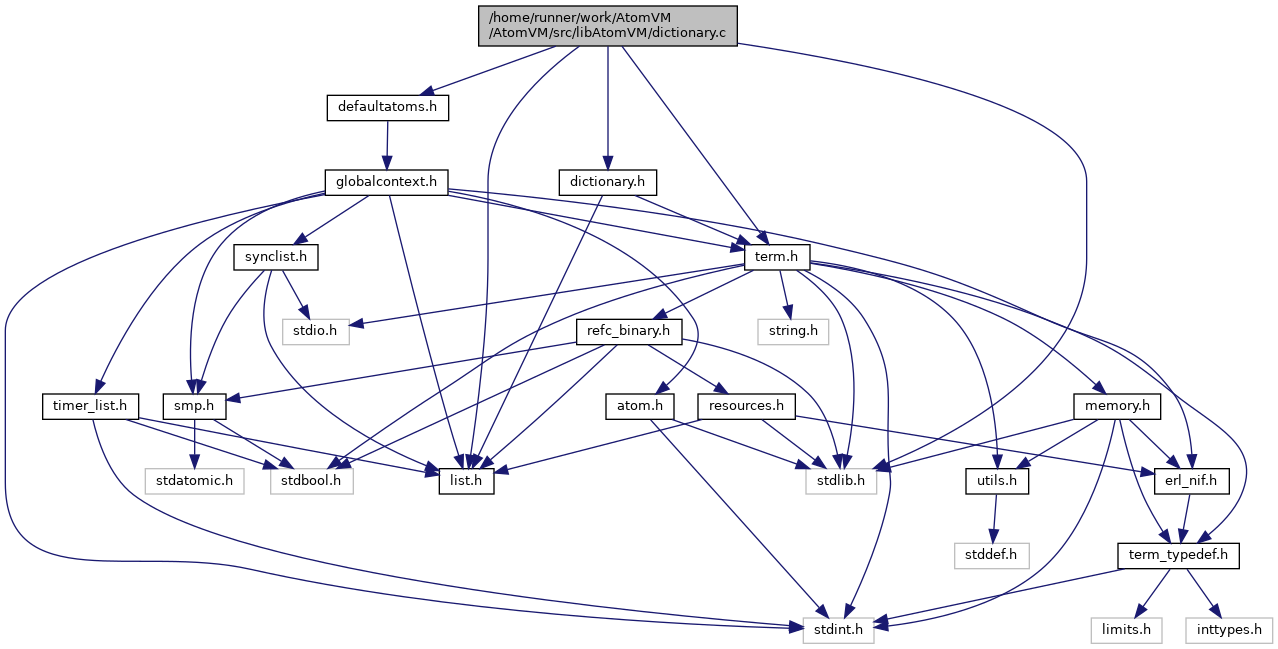 /home/runner/work/AtomVM
/AtomVM/src/libAtomVM/dictionary.c
defaultatoms.h
globalcontext.h
dictionary.h
synclist.h
term.h
stdio.h
refc_binary.h
string.h
timer_list.h
smp.h
atom.h
resources.h
memory.h
stdatomic.h
stdbool.h
list.h
stdlib.h
utils.h
erl_nif.h
stddef.h
term_typedef.h
stdint.h
limits.h
inttypes.h